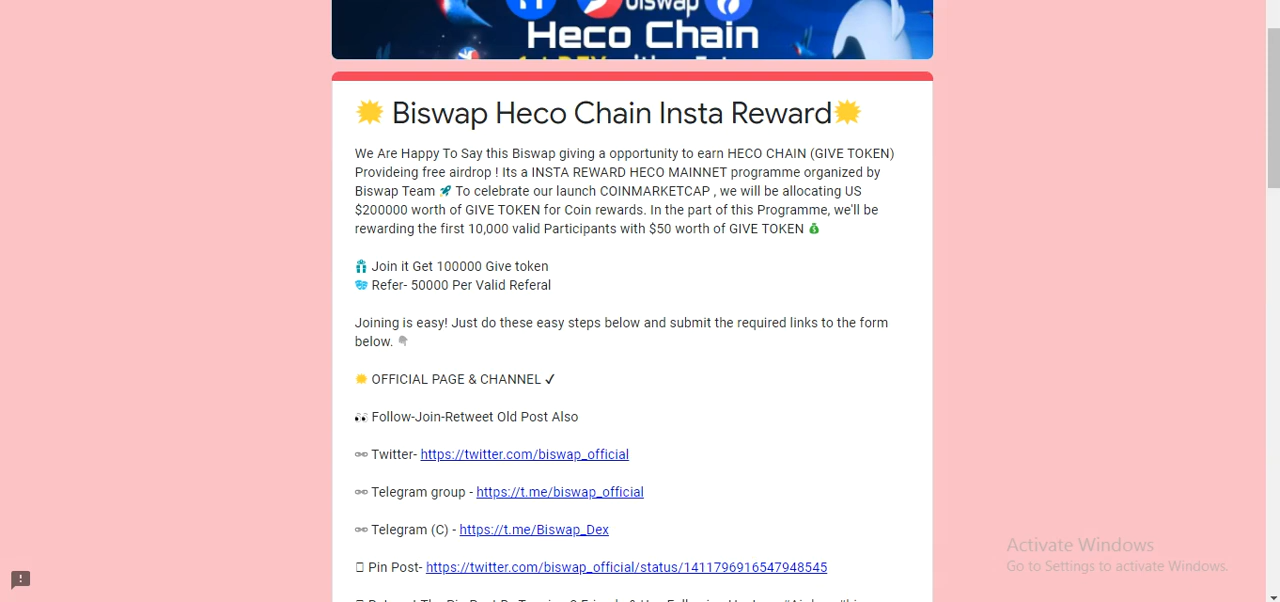 biswap
Heco Chain
Biswap Heco Chain Insta Reward
We Are Happy To Say this Biswap giving a opportunity to earn HECO CHAIN (GIVE TOKEN)
Provideing free airdrop ! Its a INSTA REWARD HECO MAINNET programme organized by
Biswap Team 🚀 To celebrate our launch COINMARKETCAP , we will be allocating US
$200000 worth of GIVE TOKEN for Coin rewards. In the part of this Programme, we'll be
rewarding the first 10,000 valid Participants with $50 worth of GIVE TOKEN 💰
Join it Get 100000 Give token
Refer- 50000 Per Valid Referal
Joining is easy! Just do these easy steps below and submit the required links to the form
below. 👇
OFFICIAL PAGE & CHANNEL ✔
👀 Follow-Join-Retweet Old Post Also
Twitter- https://twitter.com/biswap_official
Telegram group - https://t.me/biswap_official
Telegram (C) - https://t.me/Biswap_Dex
Pin Post- https://twitter.com/biswap_official/status/1411796916547948545
Activate Windows
Go to Settings to activate Windows.